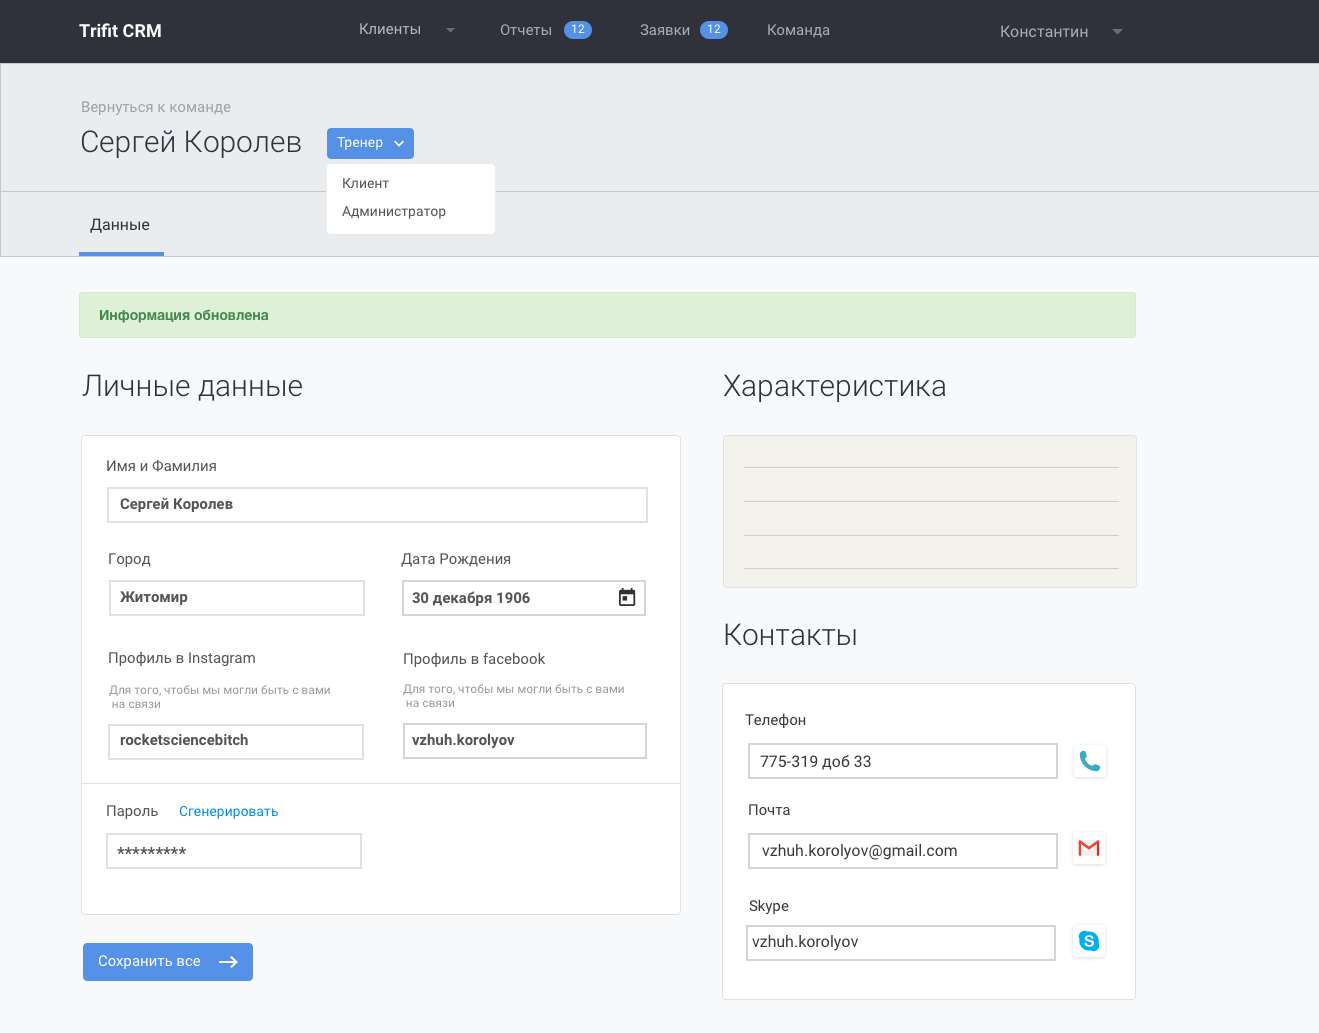 Trifit CRM
Клиенты
Отчеты 12
Заявки 12
Команда
Константин
Вернуться к команде
Сергей Королев
Тренер
Клиент
Администратор
Данные
Информация обновлена
Личные данные
Имя и Фамилия
Сергей Королев
Город
Житомир
Дата Рождения
30 декабря 1906
Профиль в Instagram
Для того, чтобы мы могли быть с вами
на связи
rocketsciencebitch
Профиль в facebook
Для того, чтобы мы могли быть с вами
на связи
vzhuh.korolyov
Пароль Сгенерировать
*********
Сохранить все
Характеристика
Контакты
Телефон
775-319 доб 33
Почта
vzhuh.korolyov@gmail.com
Skype
vzhuh.korolyov